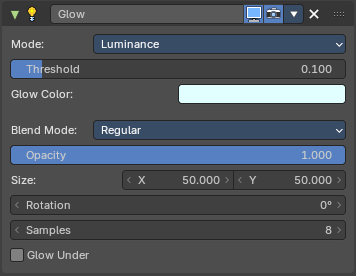 Glow
Mode: Luminance
Threshold 0.100
Glow Color:
Blend Mode: Regular
Opacity 1.000
Size: X 50.000 Y 50.000
Rotation 0°
Samples 8
Glow Under